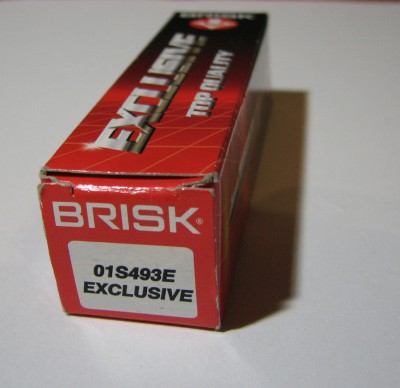 EXCLUSIVE
TOP QUALITY
BRISK®
01S493E
EXCLUSIVE